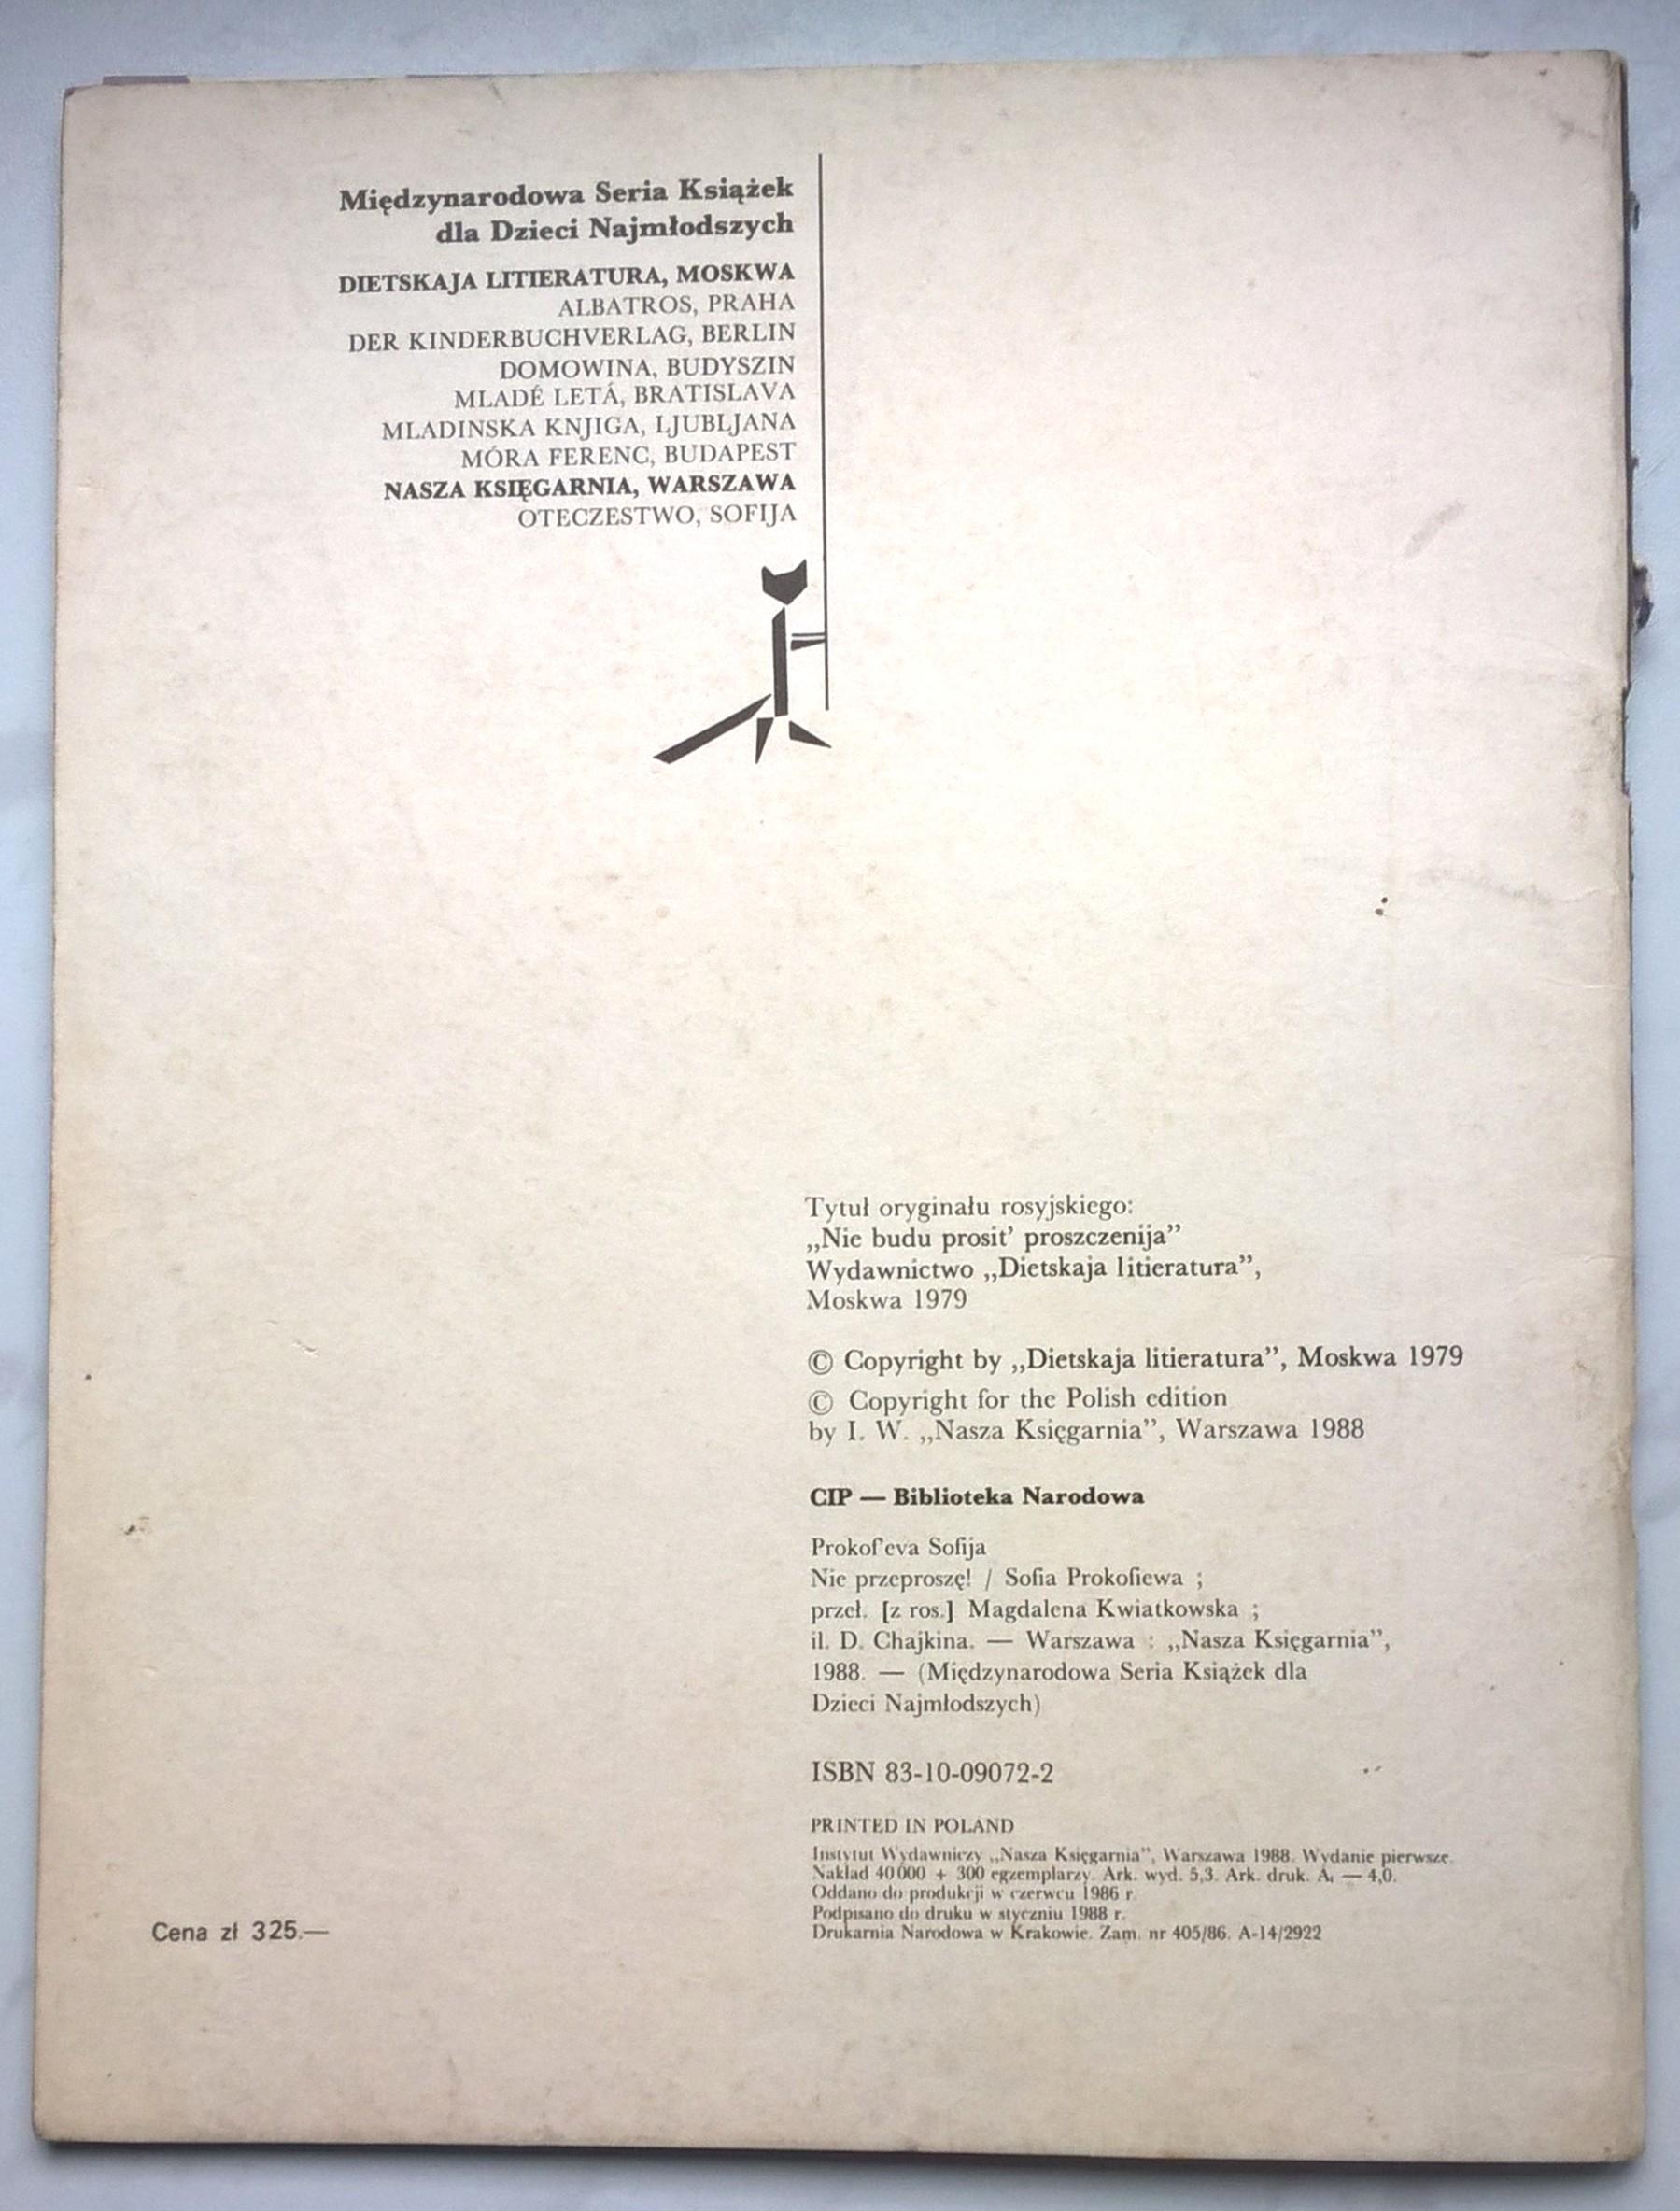 Międzynarodowa Seria Książek
dla Dzieci Najmłodszych
DIETSKAJA LITIERATURA, MOSKWA
ALBATROS, PRAHA
DER KINDERBUCHVERLAG, BERLIN
DOMOWINA, BUDYSZIN
MLADÉ LETÁ, BRATISLAVA
MLADINSKA KNJIGA, LJUBLJANA
MÓRA FERENC, BUDAPEST
NASZA KSIĘGARNIA, WARSZAWA
OTECZESTWO, SOFIJA
Tytuł oryginału rosyjskiego:
„Nie budu prosit’ proszczenija”
Wydawnictwo „Dietskaja litieratura”,
Moskwa 1979
© Copyright by „Dietskaja litieratura”, Moskwa 1979
© Copyright for the Polish edition
by I. W. „Nasza Księgarnia”, Warszawa 1988
CIP — Biblioteka Narodowa
Prokof’eva Sofija
Nie przeproszę! / Sofia Prokofiewa ;
przeł. [z ros.] Magdalena Kwiatkowska ;
il. D. Chajkina. — Warszawa : „Nasza Księgarnia”,
1988. — (Międzynarodowa Seria Książek dla
Dzieci Najmłodszych)
ISBN 83-10-09072-2
PRINTED IN POLAND
Instytut Wydawniczy „Nasza Księgarnia”, Warszawa 1988. Wydanie pierwsze.
Nakład 40 000 + 300 egzemplarzy. Ark. wyd. 5,3. Ark. druk. A₁ — 4,0.
Oddano do produkcji w czerwcu 1986 r.
Podpisano do druku w styczniu 1988 r.
Drukarnia Narodowa w Krakowie. Zam. nr 405/86. A-14/2922
Cena zł 325.—